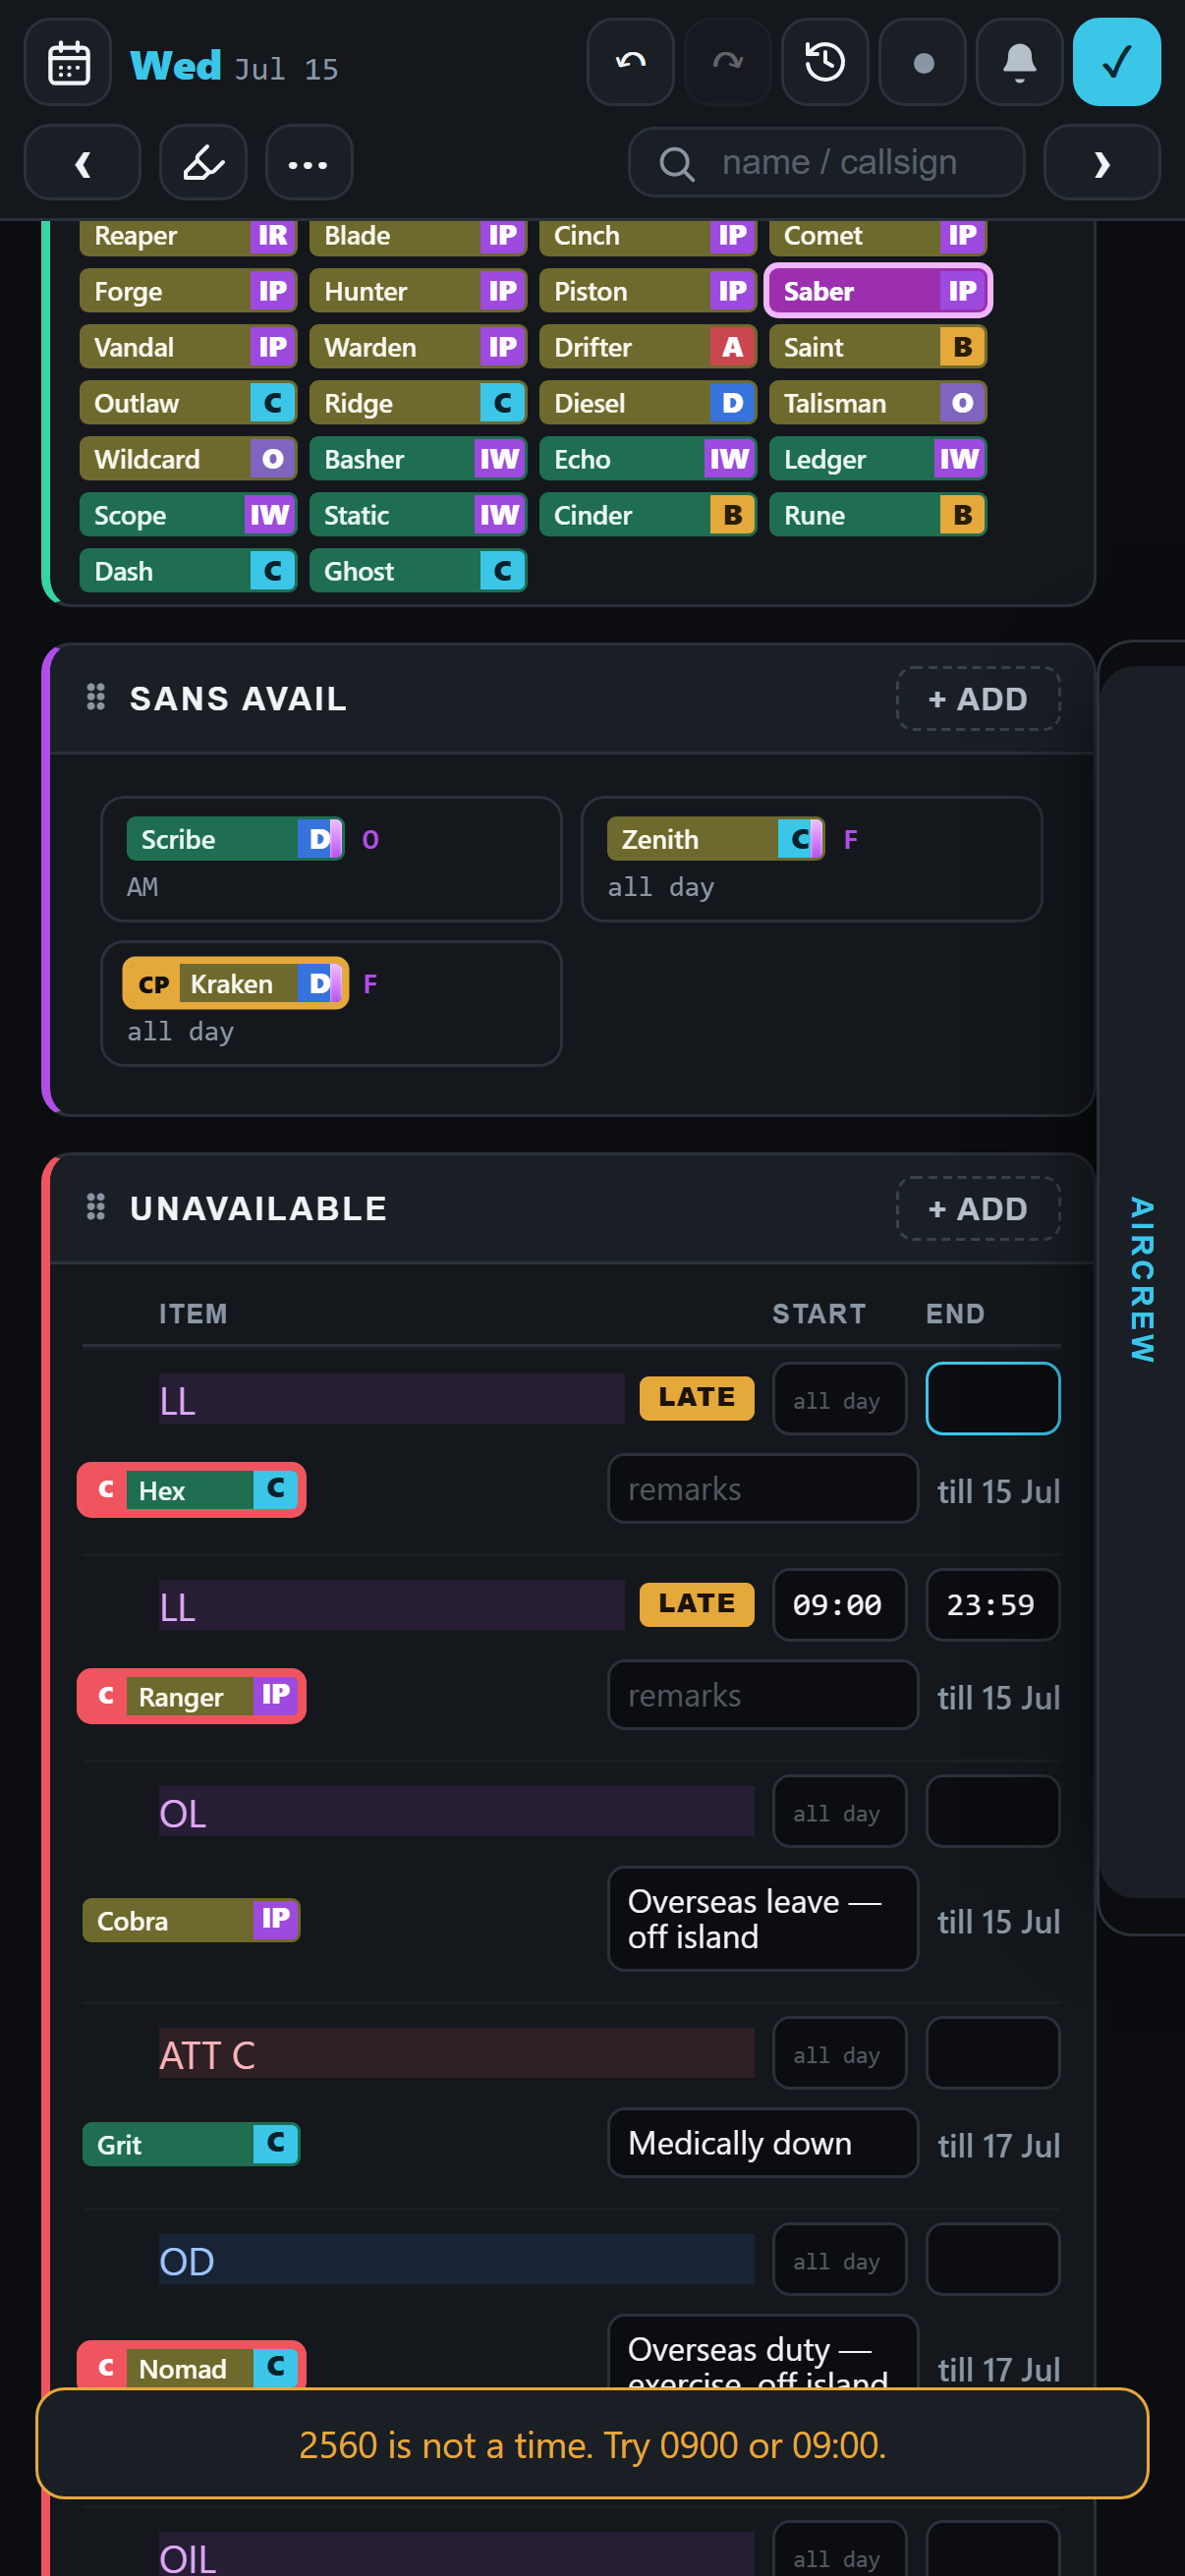 Wed Jul 15
name / callsign
Reaper IR Blade IP Cinch IP Comet IP
Forge IP Hunter IP Piston IP Saber IP
Vandal IP Warden IP Drifter A Saint B
Outlaw C Ridge C Diesel D Talisman O
Wildcard O Basher IW Echo IW Ledger IW
Scope IW Static IW Cinder B Rune B
Dash C Ghost C
SANS AVAIL + ADD
Scribe D O Zenith C F
AM all day
CP Kraken D F
all day
UNAVAILABLE + ADD
AIRCREW
ITEM START END
LL LATE all day
C Hex C remarks till 15 Jul
LL LATE 09:00 23:59
C Ranger IP remarks till 15 Jul
OL all day
Overseas leave —
off island
Cobra IP till 15 Jul
ATT C all day
Grit C Medically down till 17 Jul
OD all day
Overseas duty —
exercise, off island
C Nomad C till 17 Jul
2560 is not a time. Try 0900 or 09:00.
OIL all day